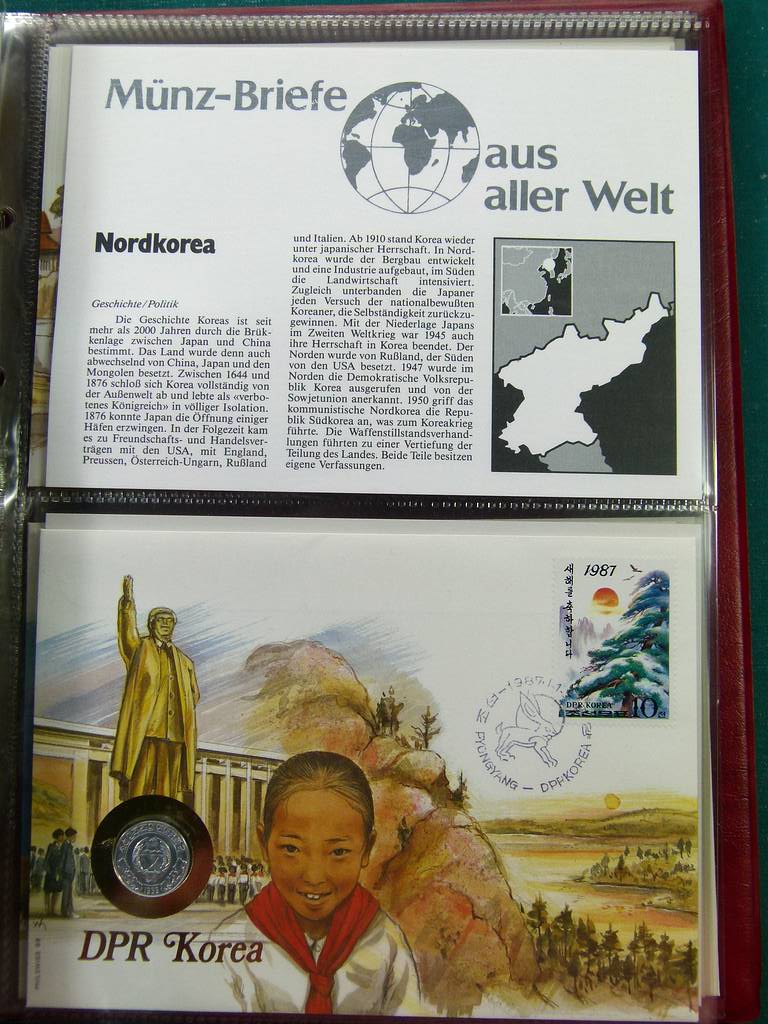 Münz-Briefe
aus
aller Welt
Nordkorea
Geschichte/Politik
Die Geschichte Koreas ist seit
mehr als 2000 Jahren durch die Brük-
kenlage zwischen Japan und China
bestimmt. Das Land wurde denn auch
abwechselnd von China, Japan und den
Mongolen besetzt. Zwischen 1644 und
1876 schloß sich Korea vollständig von
der Außenwelt ab und lebte als «verbo-
tenes Königreich» in völliger Isolation.
1876 konnte Japan die Öffnung einiger
Häfen erzwingen. In der Folgezeit kam
es zu Freundschafts- und Handelsver-
trägen mit den USA, mit England,
Preussen, Österreich-Ungarn, Rußland
und Italien. Ab 1910 stand Korea wieder
unter japanischer Herrschaft. In Nord-
korea wurde der Bergbau entwickelt
und eine Industrie aufgebaut, im Süden
die Landwirtschaft intensiviert.
Zugleich unterbanden die Japaner
jeden Versuch der nationalbewußten
Koreaner, die Selbständigkeit zurückzu-
gewinnen. Mit der Niederlage Japans
im Zweiten Weltkrieg war 1945 auch
ihre Herrschaft in Korea beendet. Der
Norden wurde von Rußland, der Süden
von den USA besetzt. 1947 wurde im
Norden die Demokratische Volksrepu-
blik Korea ausgerufen und von der
Sowjetunion anerkannt. 1950 griff das
kommunistische Nordkorea die Repu-
blik Südkorea an, was zum Koreakrieg
führte. Die Waffenstillstandsverhand-
lungen führten zu einer Vertiefung der
Teilung des Landes. Beide Teile besitzen
eigene Verfassungen.
1987
새해를 축하합니다
DPR KOREA
조선우표
10 전
조선-1987.1.1
PYONGYANG - DPR KOREA
DPR Korea